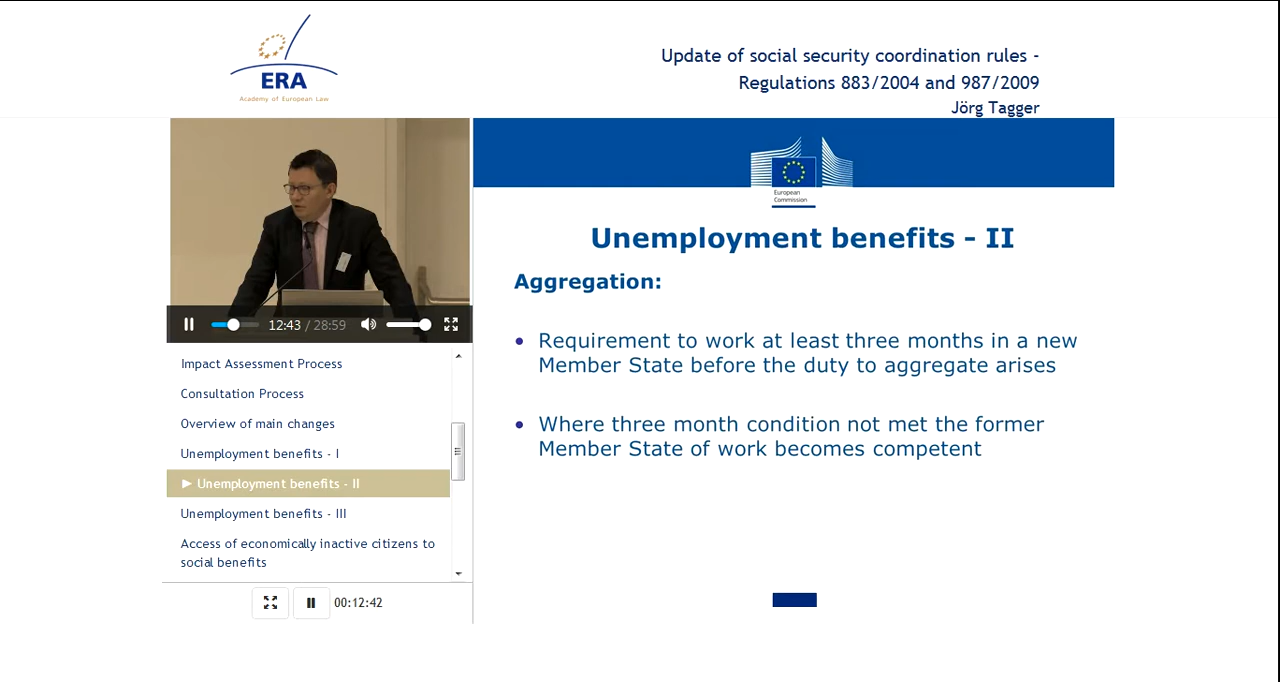 ERA
Academy of European Law
Update of social security coordination rules -
Regulations 883/2004 and 987/2009
Jörg Tagger
12:43 / 28:59
Impact Assessment Process
Consultation Process
Overview of main changes
Unemployment benefits - I
► Unemployment benefits - II
Unemployment benefits - III
Access of economically inactive citizens to
social benefits
00:12:42
European
Commission
Unemployment benefits - II
Aggregation:
• Requirement to work at least three months in a new
Member State before the duty to aggregate arises
• Where three month condition not met the former
Member State of work becomes competent